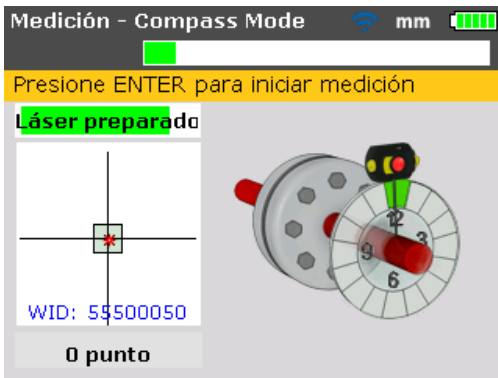 Medición - Compass Mode mm
Presione ENTER para iniciar medición
Láser preparado
12
3
9
6
WID: 55500050
0 punto